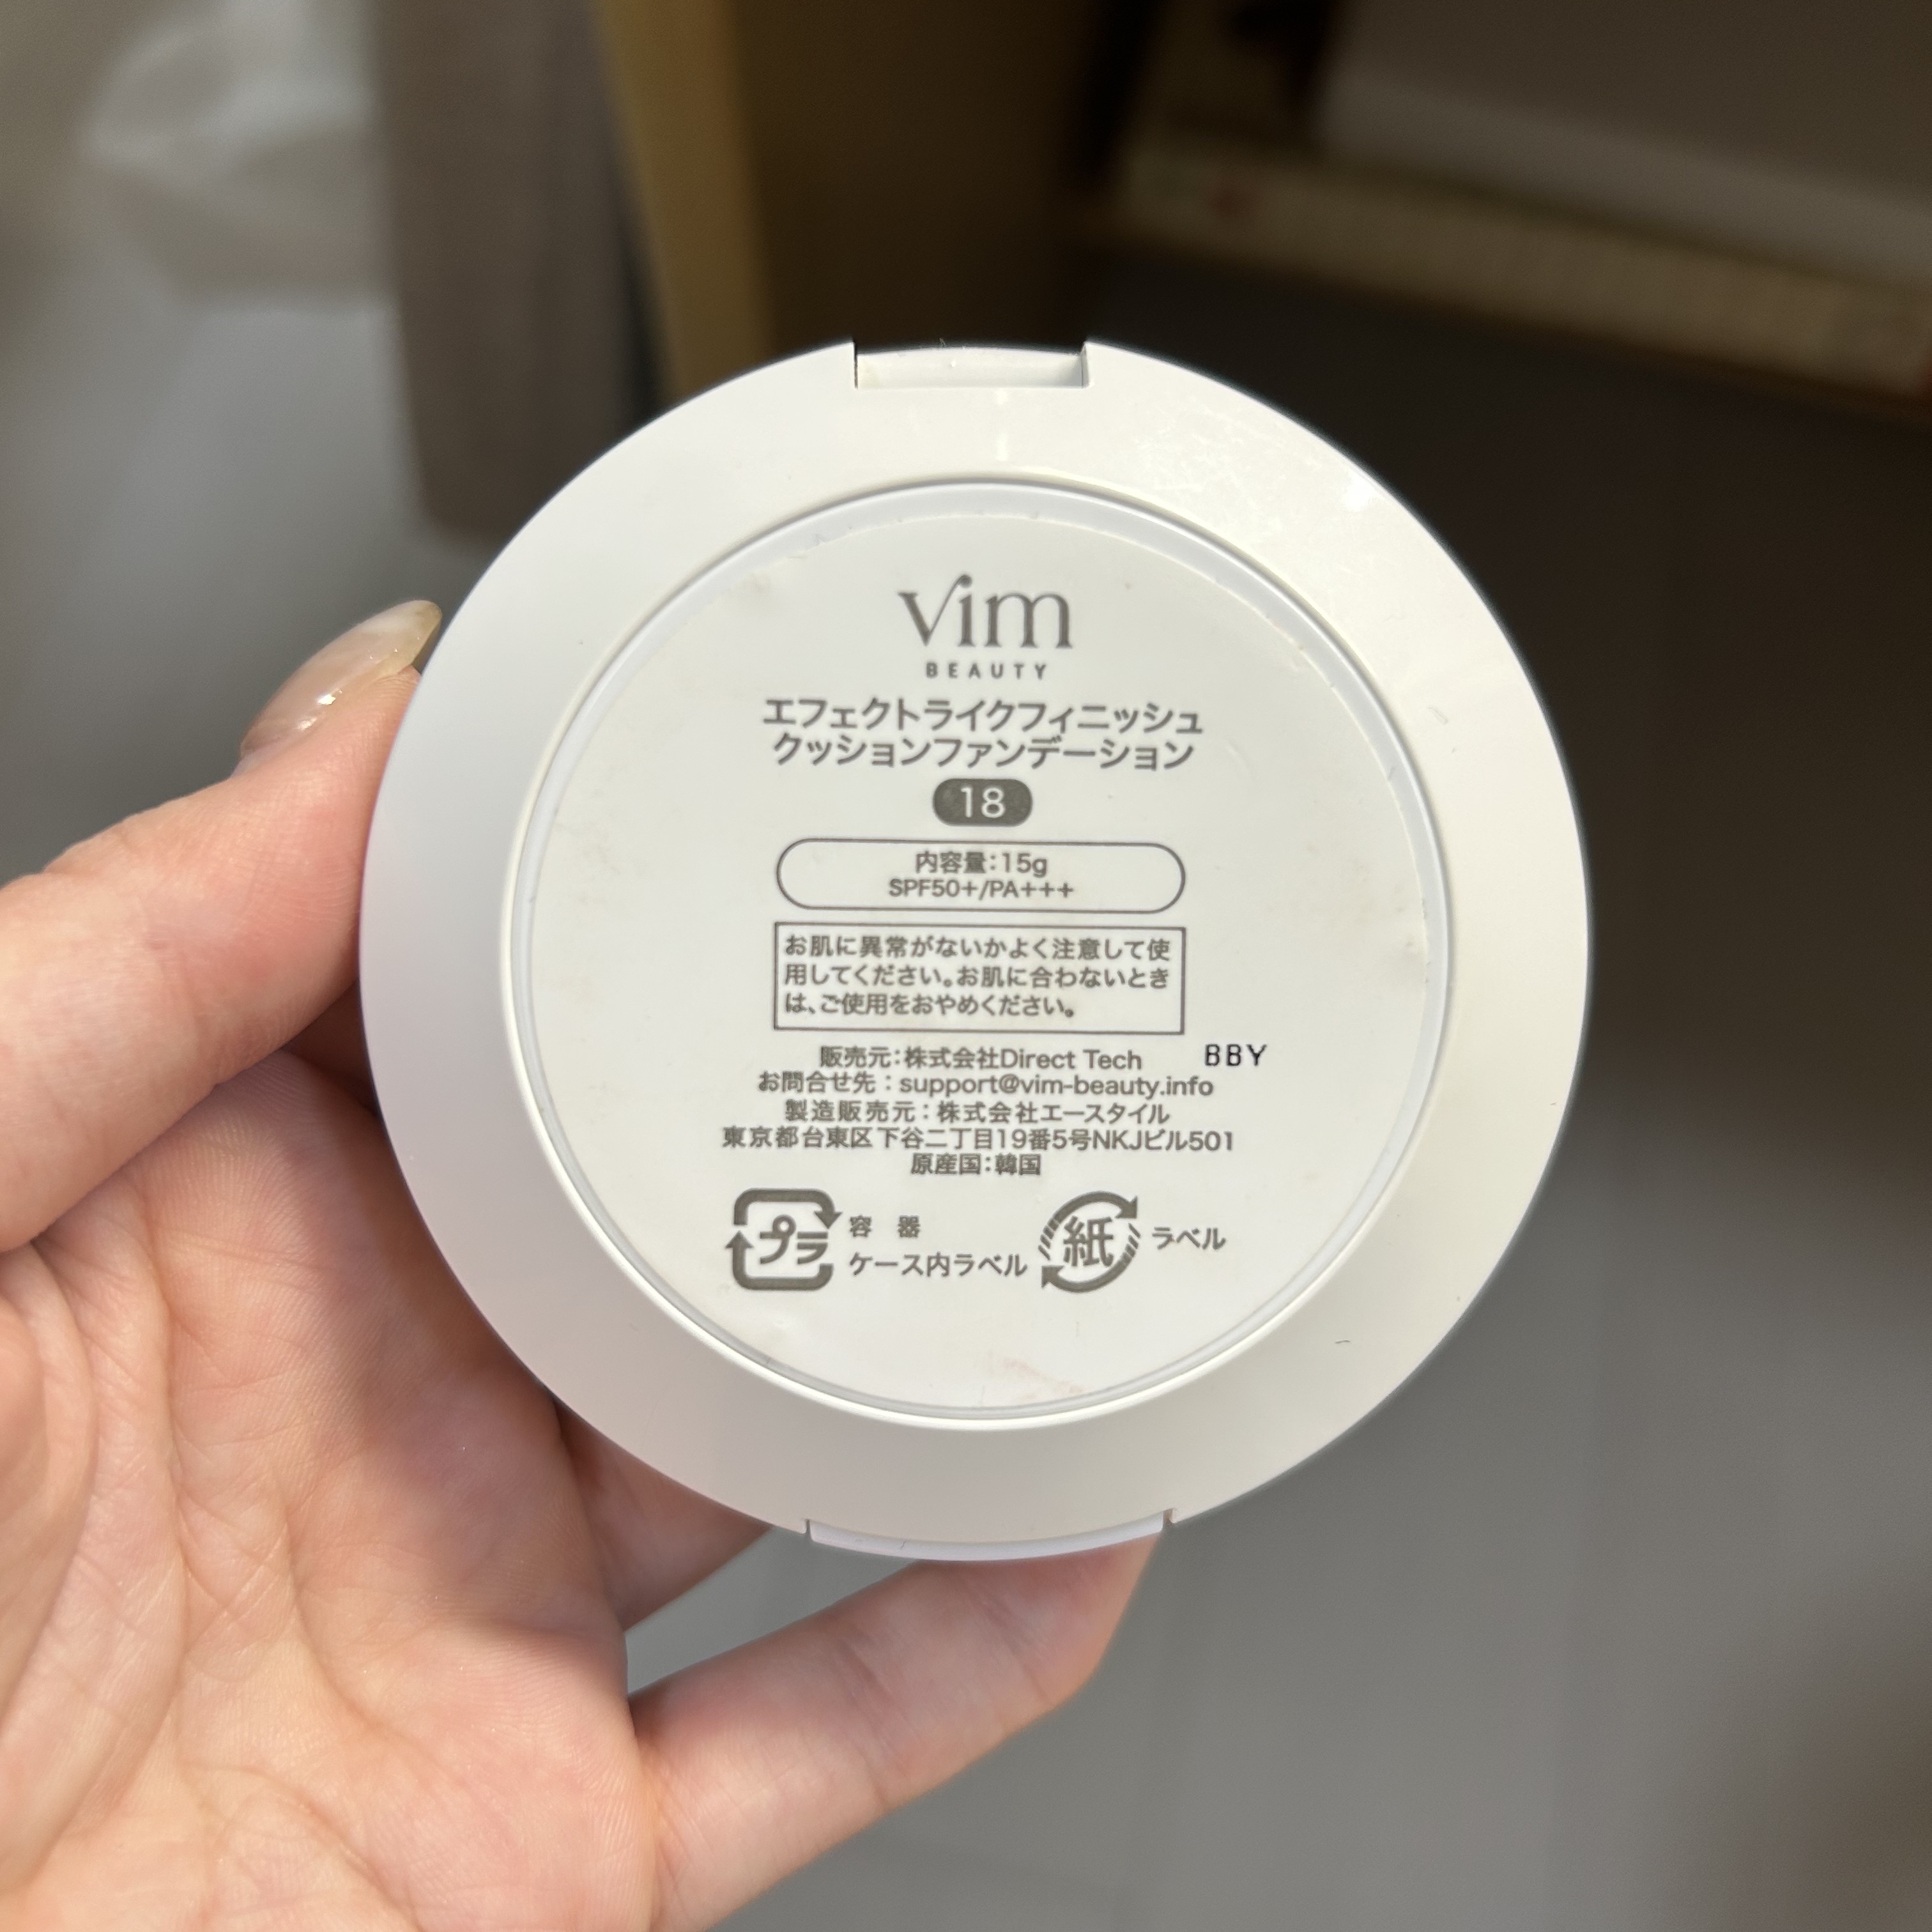 vim
BEAUTY
エフェクトライクフィニッシュ
クッションファンデーション
18
内容量:15g
SPF50+/PA+++
お肌に異常がないかよく注意して使
用してください。お肌に合わないとき
は、ご使用をおやめください。
販売元:株式会社Direct Tech
BBY
お問合せ先：support@vim-beauty.info
製造販売元：株式会社エースタイル
東京都台東区下谷二丁目19番5号NKJビル501
原産国:韓国
プラ 容 器
ケース内ラベル
紙 ラベル